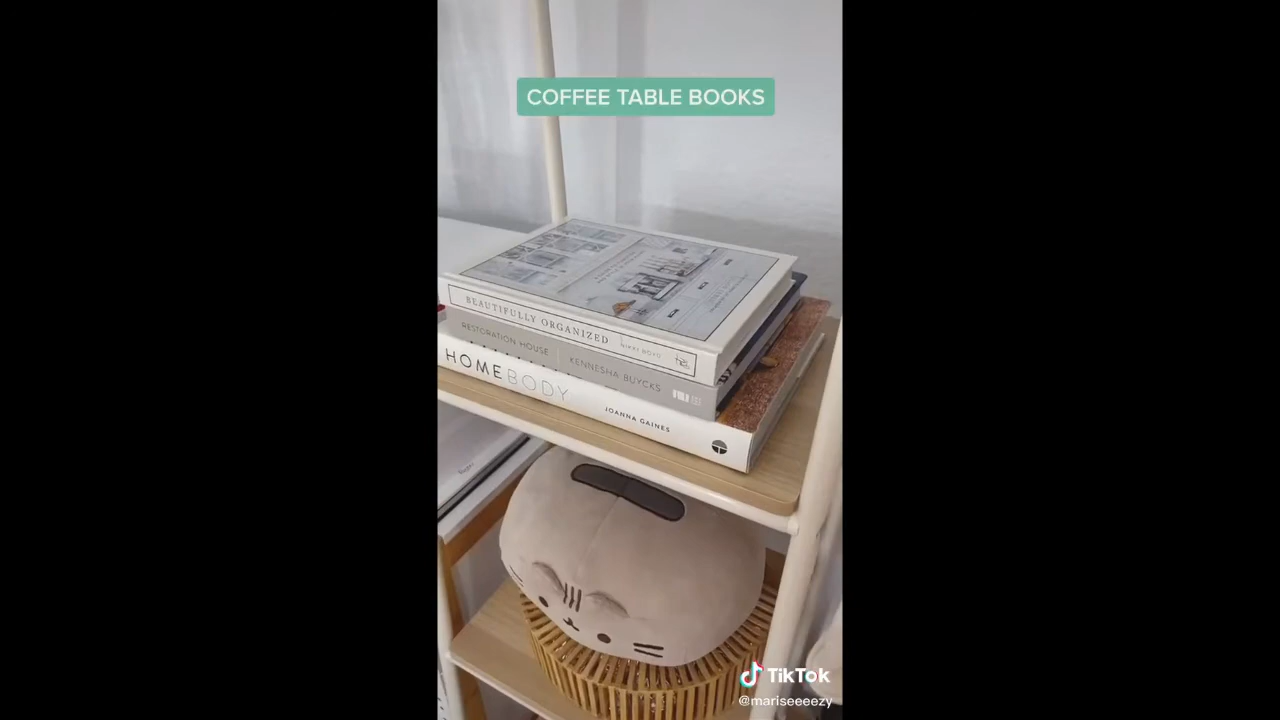 COFFEE TABLE BOOKS
BEAUTIFULLY ORGANIZED
NIKKI BOYD
RESTORATION HOUSE
KENNESHA BUYCKS
HOMEBODY
JOANNA GAINES
TikTok
@mariseeeezy